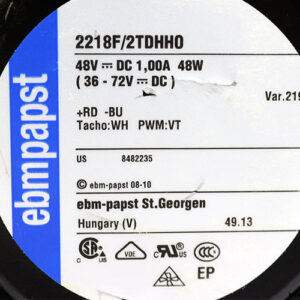 ebmpapst
2218F/2TDHHO
48V ⎓ DC 1,00A 48W
( 36 - 72V ⎓ DC )
Var.219
+RD -BU
Tacho:WH PWM:VT
US 8482235
© ebm-papst 08-10
ebm-papst St.Georgen
Hungary (V) 49.13
VDE
EP